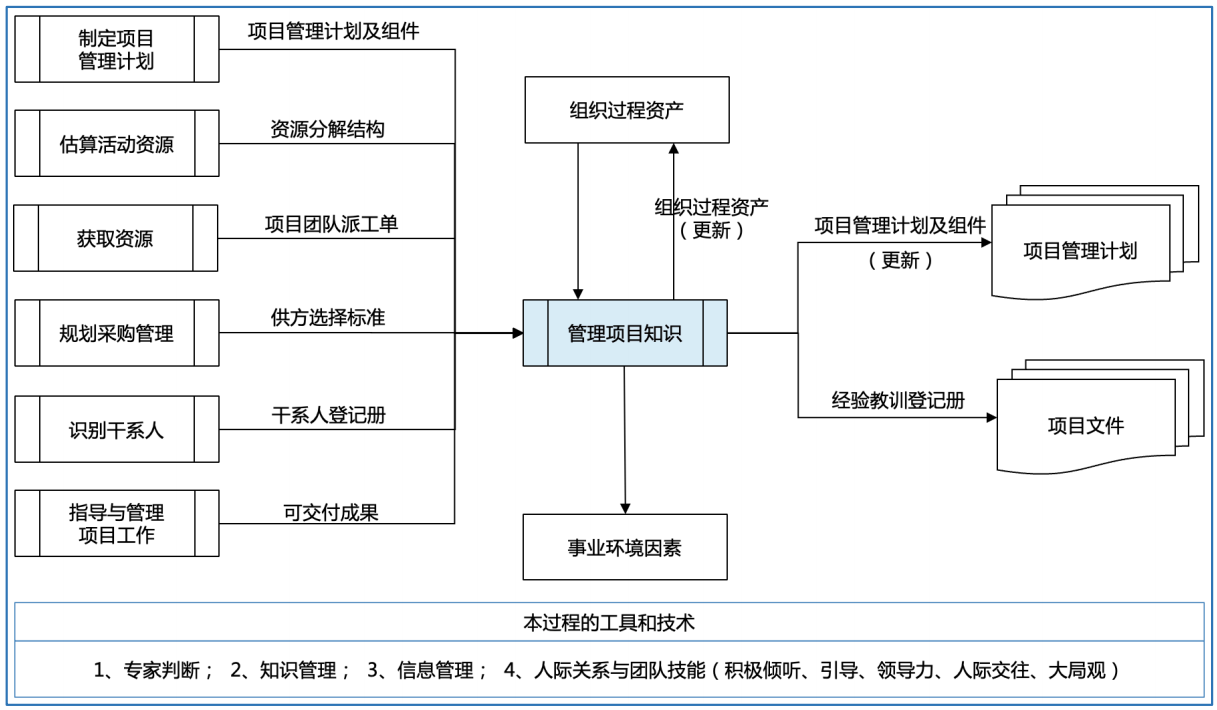 制定项目
管理计划
项目管理计划及组件
估算活动资源
资源分解结构
获取资源
项目团队派工单
规划采购管理
供方选择标准
识别干系人
干系人登记册
指导与管理
项目工作
可交付成果
组织过程资产
组织过程资产
（更新）
管理项目知识
事业环境因素
项目管理计划及组件
（更新）
项目管理计划
经验教训登记册
项目文件
本过程的工具和技术
1、专家判断； 2、知识管理； 3、信息管理； 4、人际关系与团队技能（积极倾听、引导、领导力、人际交往、大局观）